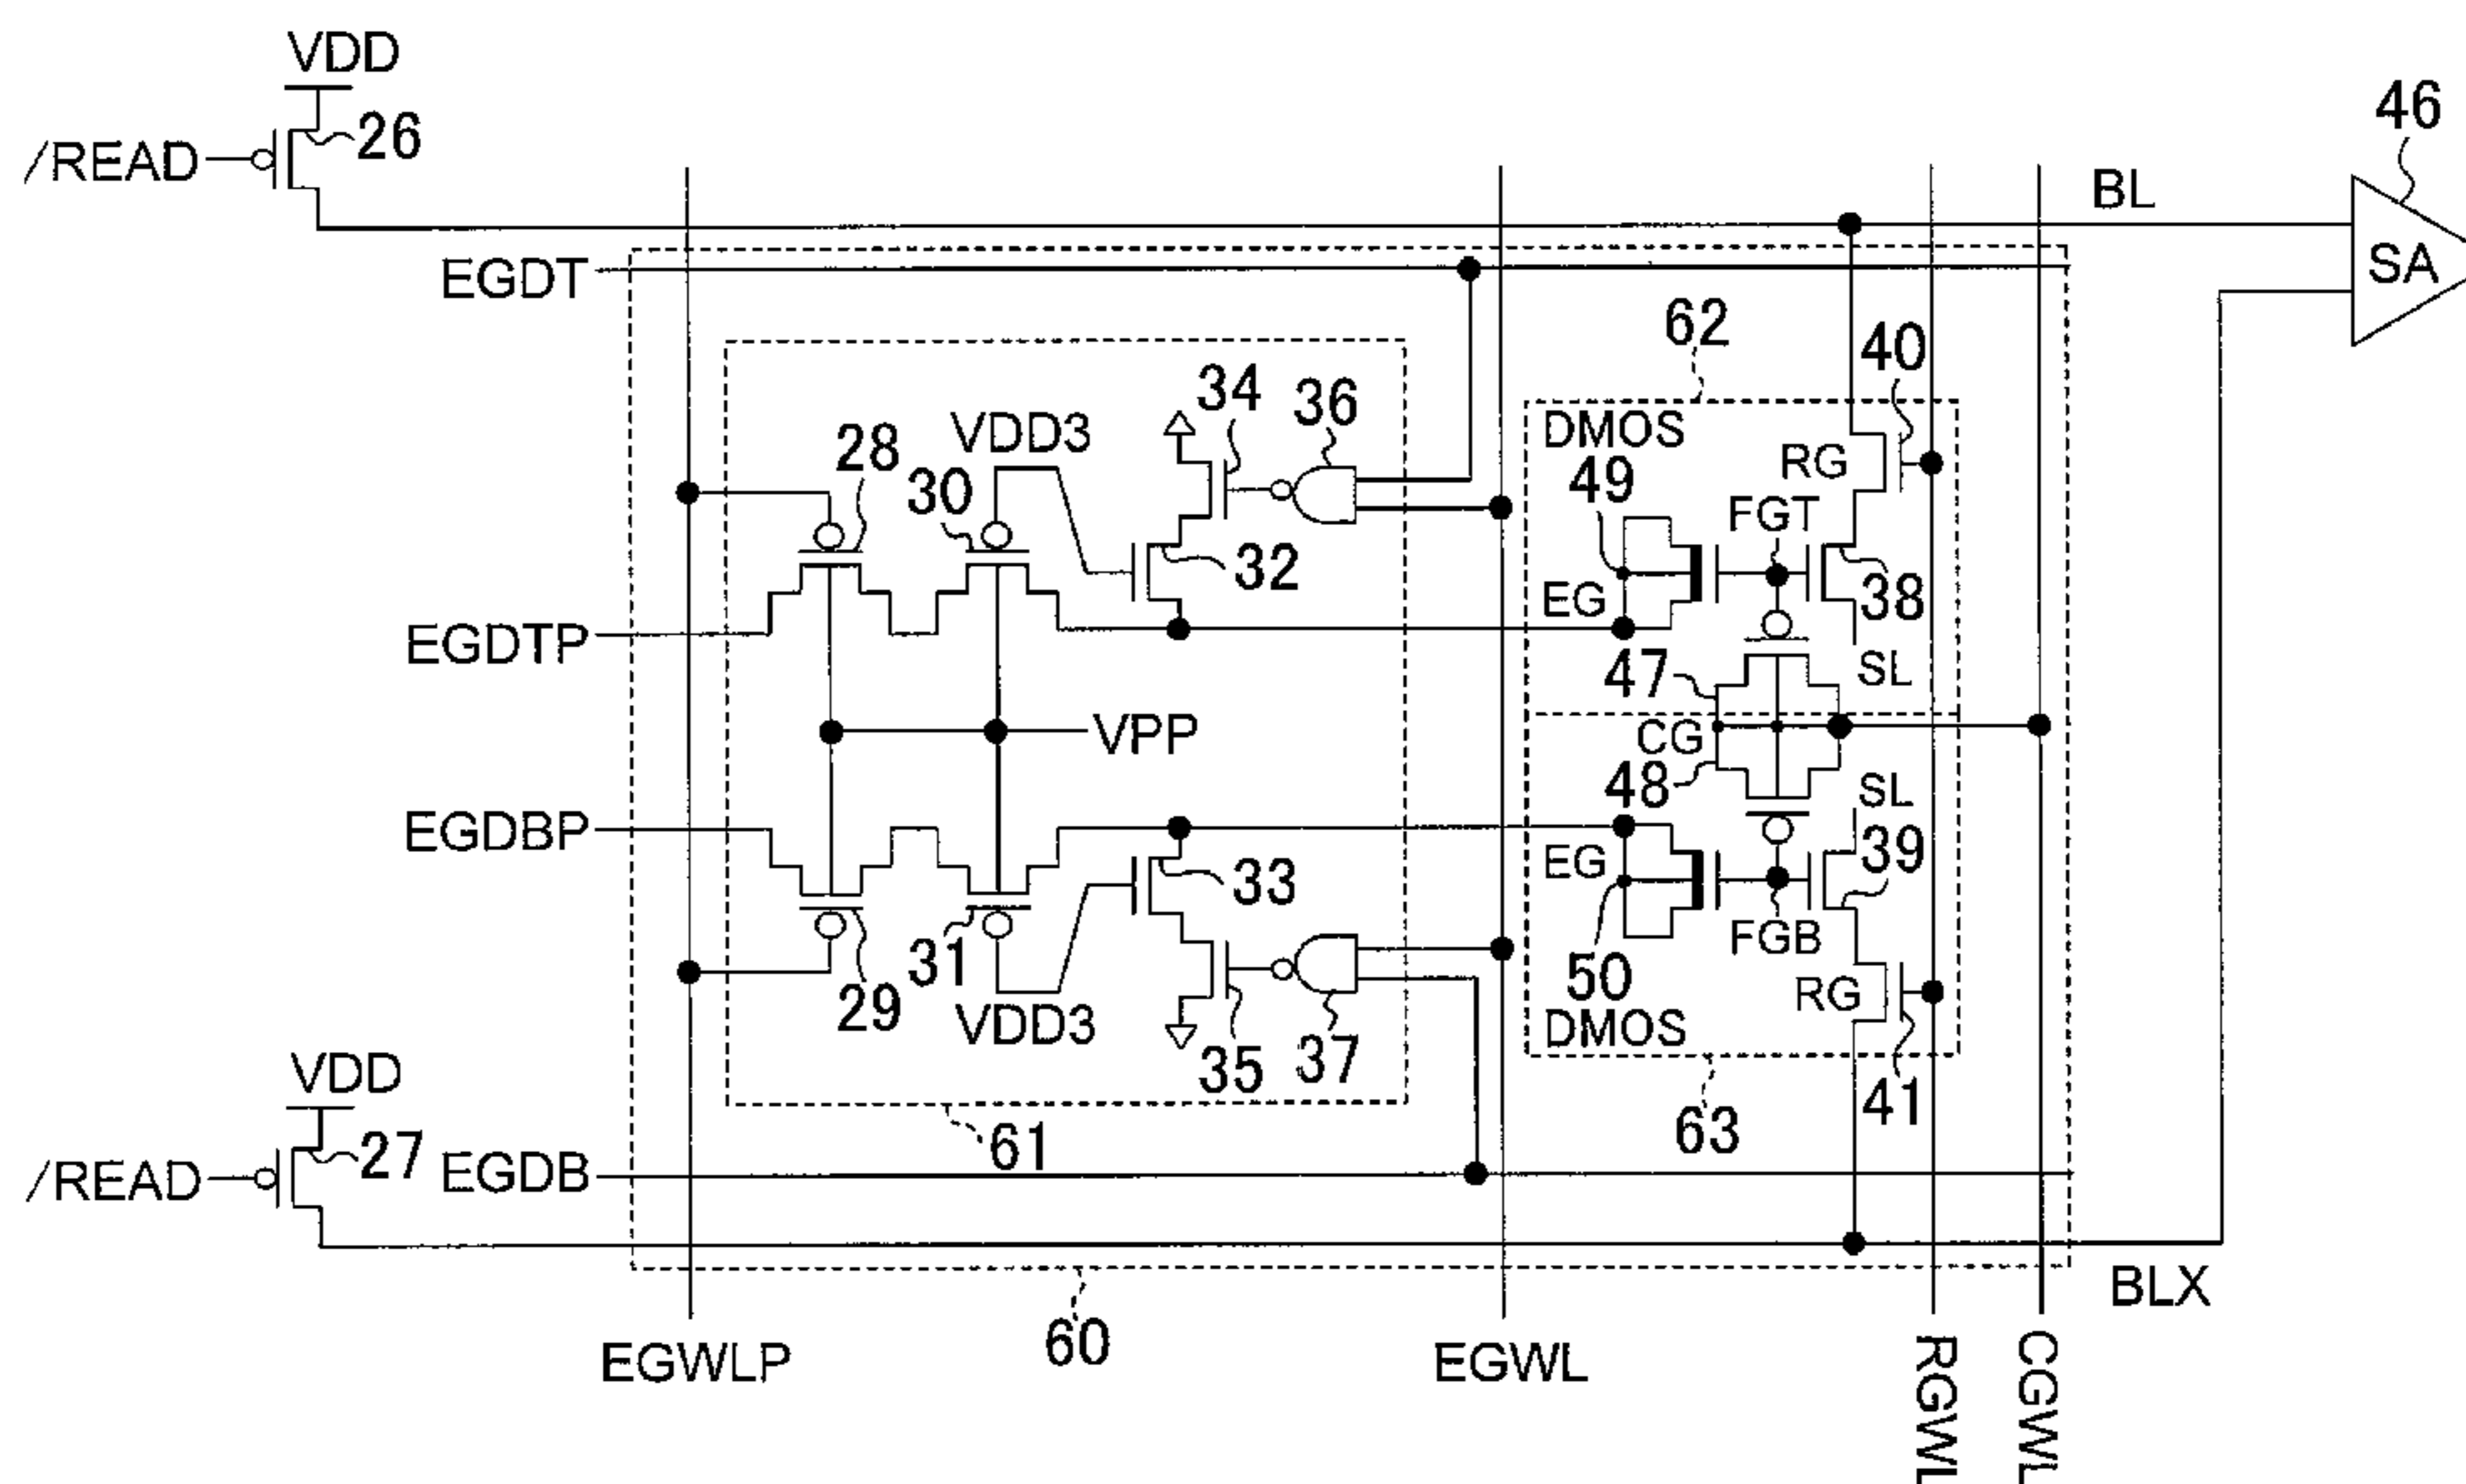 VDD
/READ
26
46
BL
SA
EGDT
62
40
34
36
DMOS
VDD3
28
30
49
RG
FGT
32
EG
38
EGDTP
47
SL
VPP
CG
48
SL
EGDBP
33
EG
39
31
FGB
29
50
RG
VDD3
DMOS
35
37
41
VDD
61
63
27
/READ
EGDB
BLX
60
EGWLP
EGWL
RGWL
CGWL